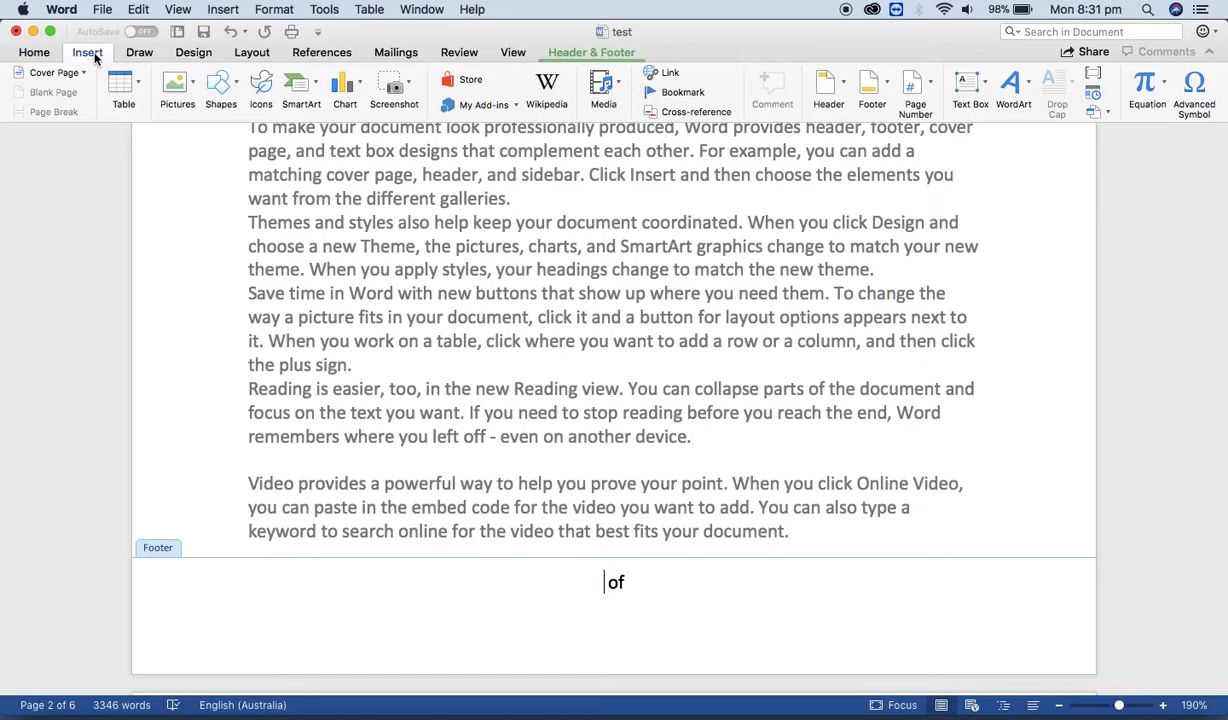 Word File Edit View Insert Format Tools Table Window Help 98% Mon 8:31 pm
AutoSave OFF test Search in Document
Home Insert Draw Design Layout References Mailings Review View Header & Footer Share Comments
Cover Page
Blank Page
Page Break
Table
Pictures
Shapes
Icons
SmartArt
Chart
Screenshot
Store
My Add-ins
Wikipedia
Media
Link
Bookmark
Cross-reference
Comment
Header
Footer
Page
Number
Text Box
WordArt
Drop
Cap
Equation
Advanced
Symbol
To make your document look professionally produced, Word provides header, footer, cover
page, and text box designs that complement each other. For example, you can add a
matching cover page, header, and sidebar. Click Insert and then choose the elements you
want from the different galleries.
Themes and styles also help keep your document coordinated. When you click Design and
choose a new Theme, the pictures, charts, and SmartArt graphics change to match your new
theme. When you apply styles, your headings change to match the new theme.
Save time in Word with new buttons that show up where you need them. To change the
way a picture fits in your document, click it and a button for layout options appears next to
it. When you work on a table, click where you want to add a row or a column, and then click
the plus sign.
Reading is easier, too, in the new Reading view. You can collapse parts of the document and
focus on the text you want. If you need to stop reading before you reach the end, Word
remembers where you left off - even on another device.
Video provides a powerful way to help you prove your point. When you click Online Video,
you can paste in the embed code for the video you want to add. You can also type a
keyword to search online for the video that best fits your document.
Footer
of
Page 2 of 6 3346 words English (Australia) Focus 190%